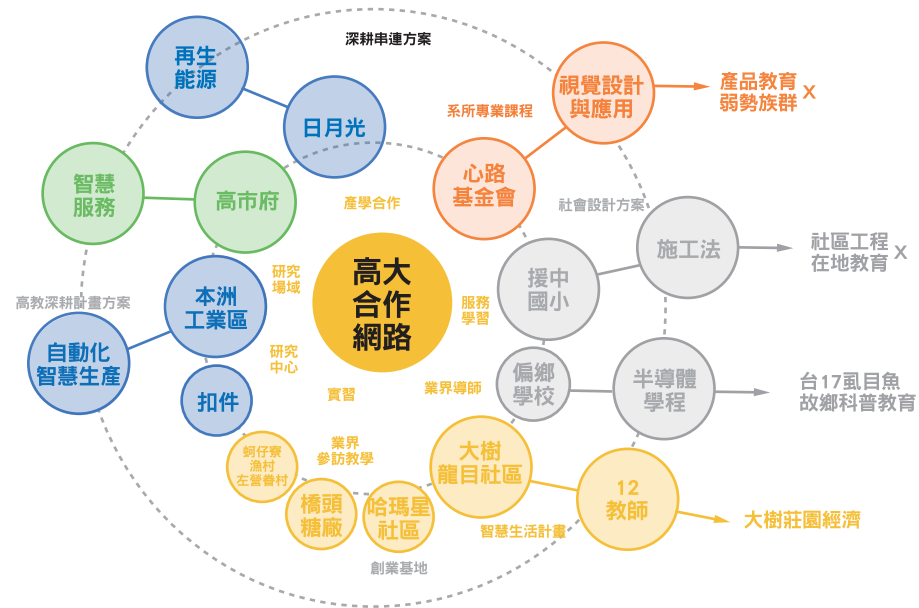 深耕串連方案
再生
能源
日月光
視覺設計
與應用
產品教育
弱勢族群 X
系所專業課程
心路
基金會
智慧
服務
高市府
產學合作
社會設計方案
施工法
社區工程
在地教育 X
高大
合作
網路
研究
場域
服務
學習
援中
國小
高教深耕計畫方案
本洲
工業區
自動化
智慧生產
研究
中心
實習
業界導師
偏鄉
學校
半導體
學程
台17虱目魚
故鄉科普教育
扣件
業界
參訪教學
蚵仔寮
漁村
左營眷村
橋頭
糖廠
哈瑪星
社區
大樹
龍目社區
12
教師
大樹莊園經濟
智慧生活計畫
創業基地